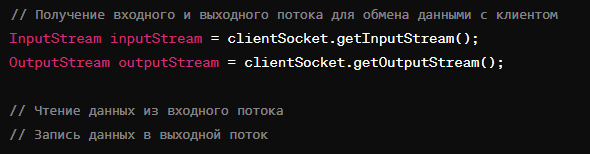 // Получение входного и выходного потока для обмена данными с клиентом
InputStream inputStream = clientSocket.getInputStream();
OutputStream outputStream = clientSocket.getOutputStream();
// Чтение данных из входного потока
// Запись данных в выходной поток